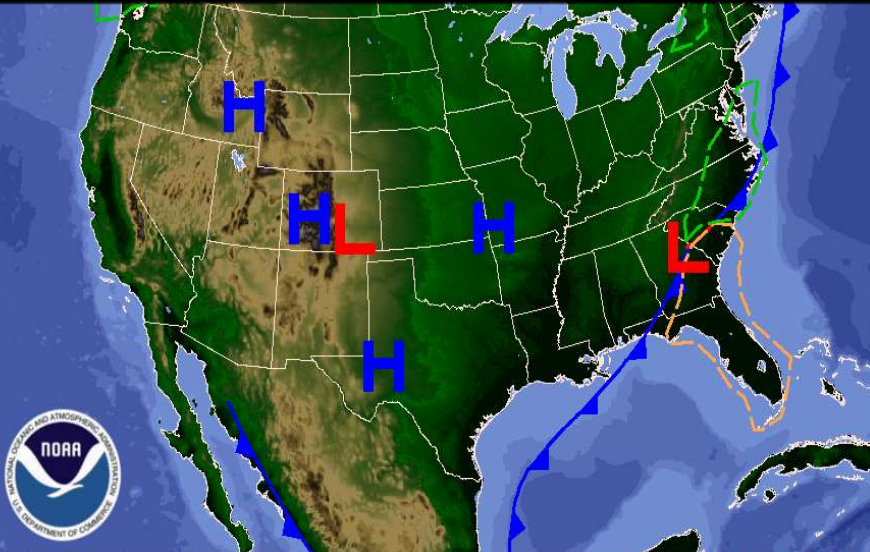 H
H
L
H
L
H
NATIONAL OCEANIC AND ATMOSPHERIC ADMINISTRATION
NOAA
U.S. DEPARTMENT OF COMMERCE